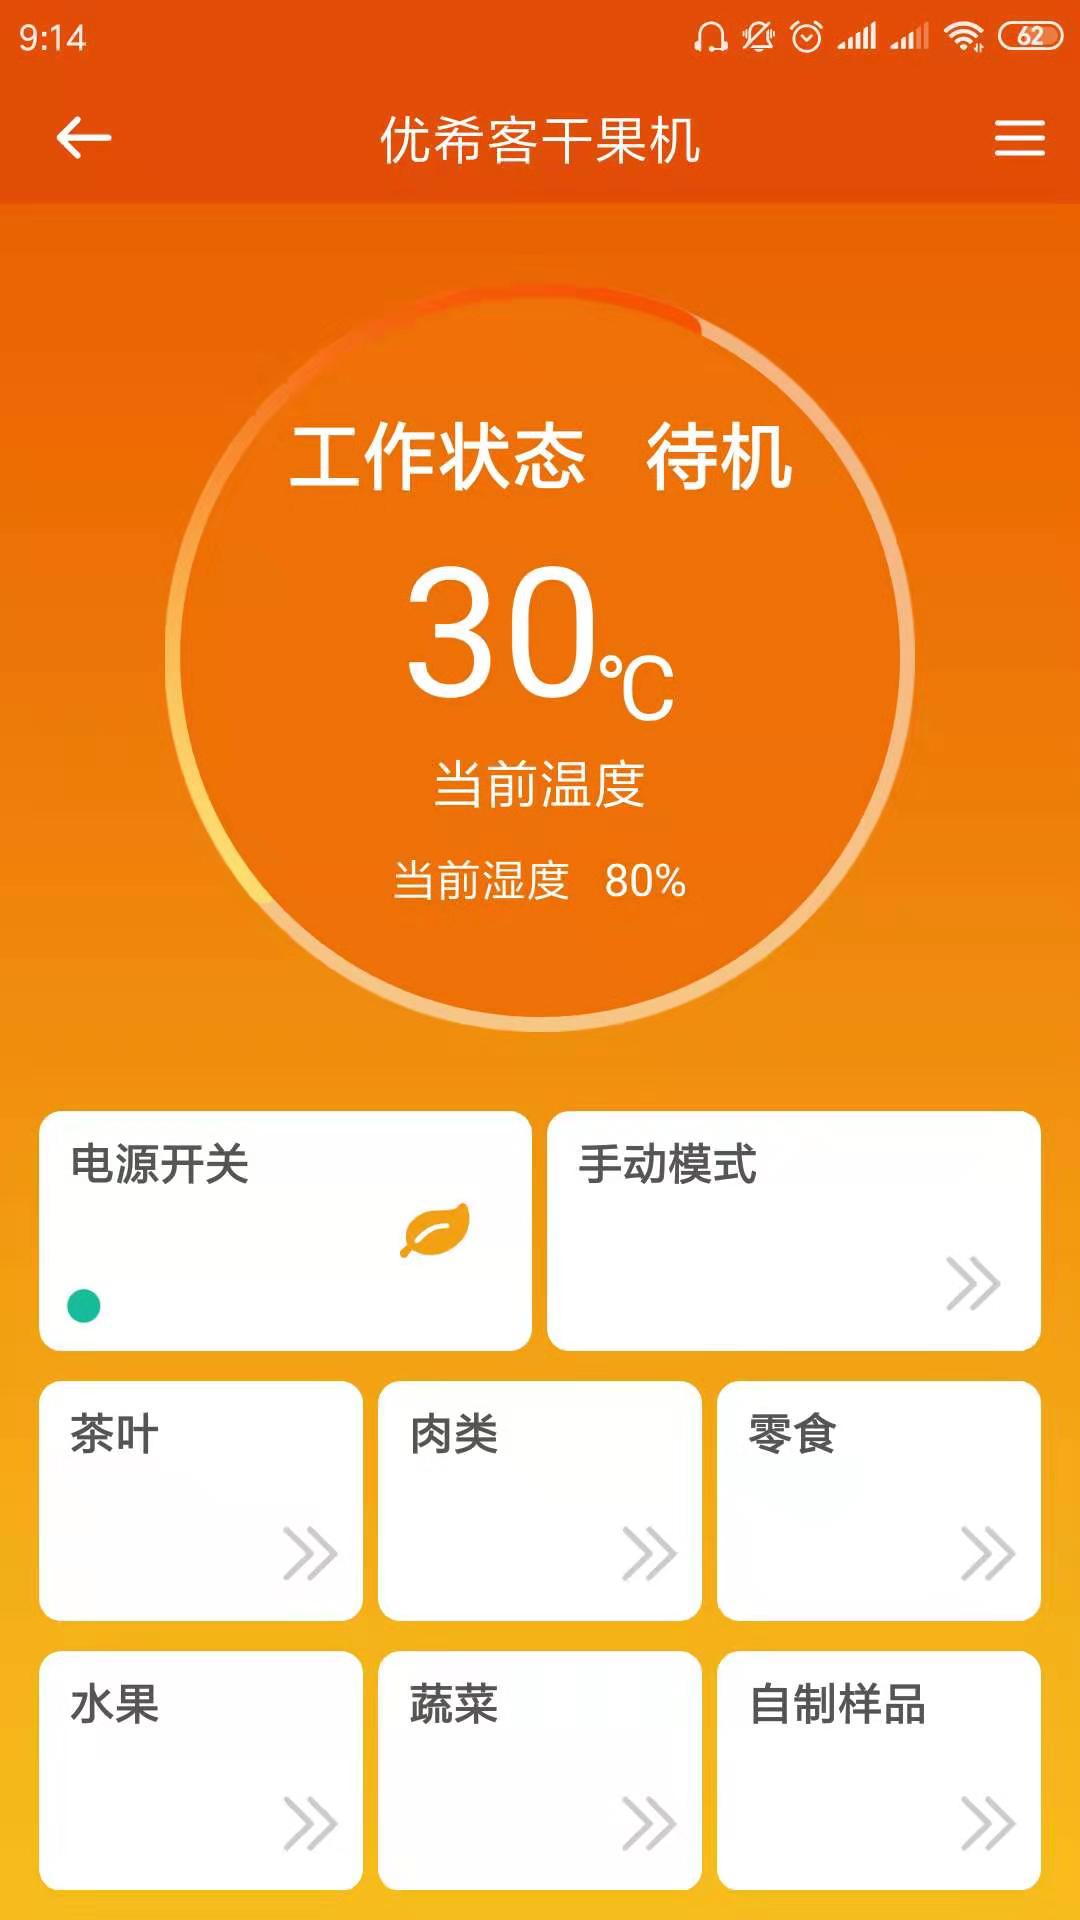 9:14 62
优希客干果机
工作状态 待机
30℃
当前温度
当前湿度 80%
电源开关 手动模式
茶叶 肉类 零食
水果 蔬菜 自制样品